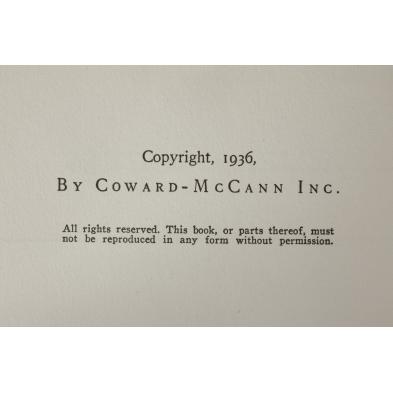 Copyright, 1936,
By Coward-McCann Inc.
All rights reserved. This book, or parts thereof, must
not be reproduced in any form without permission.